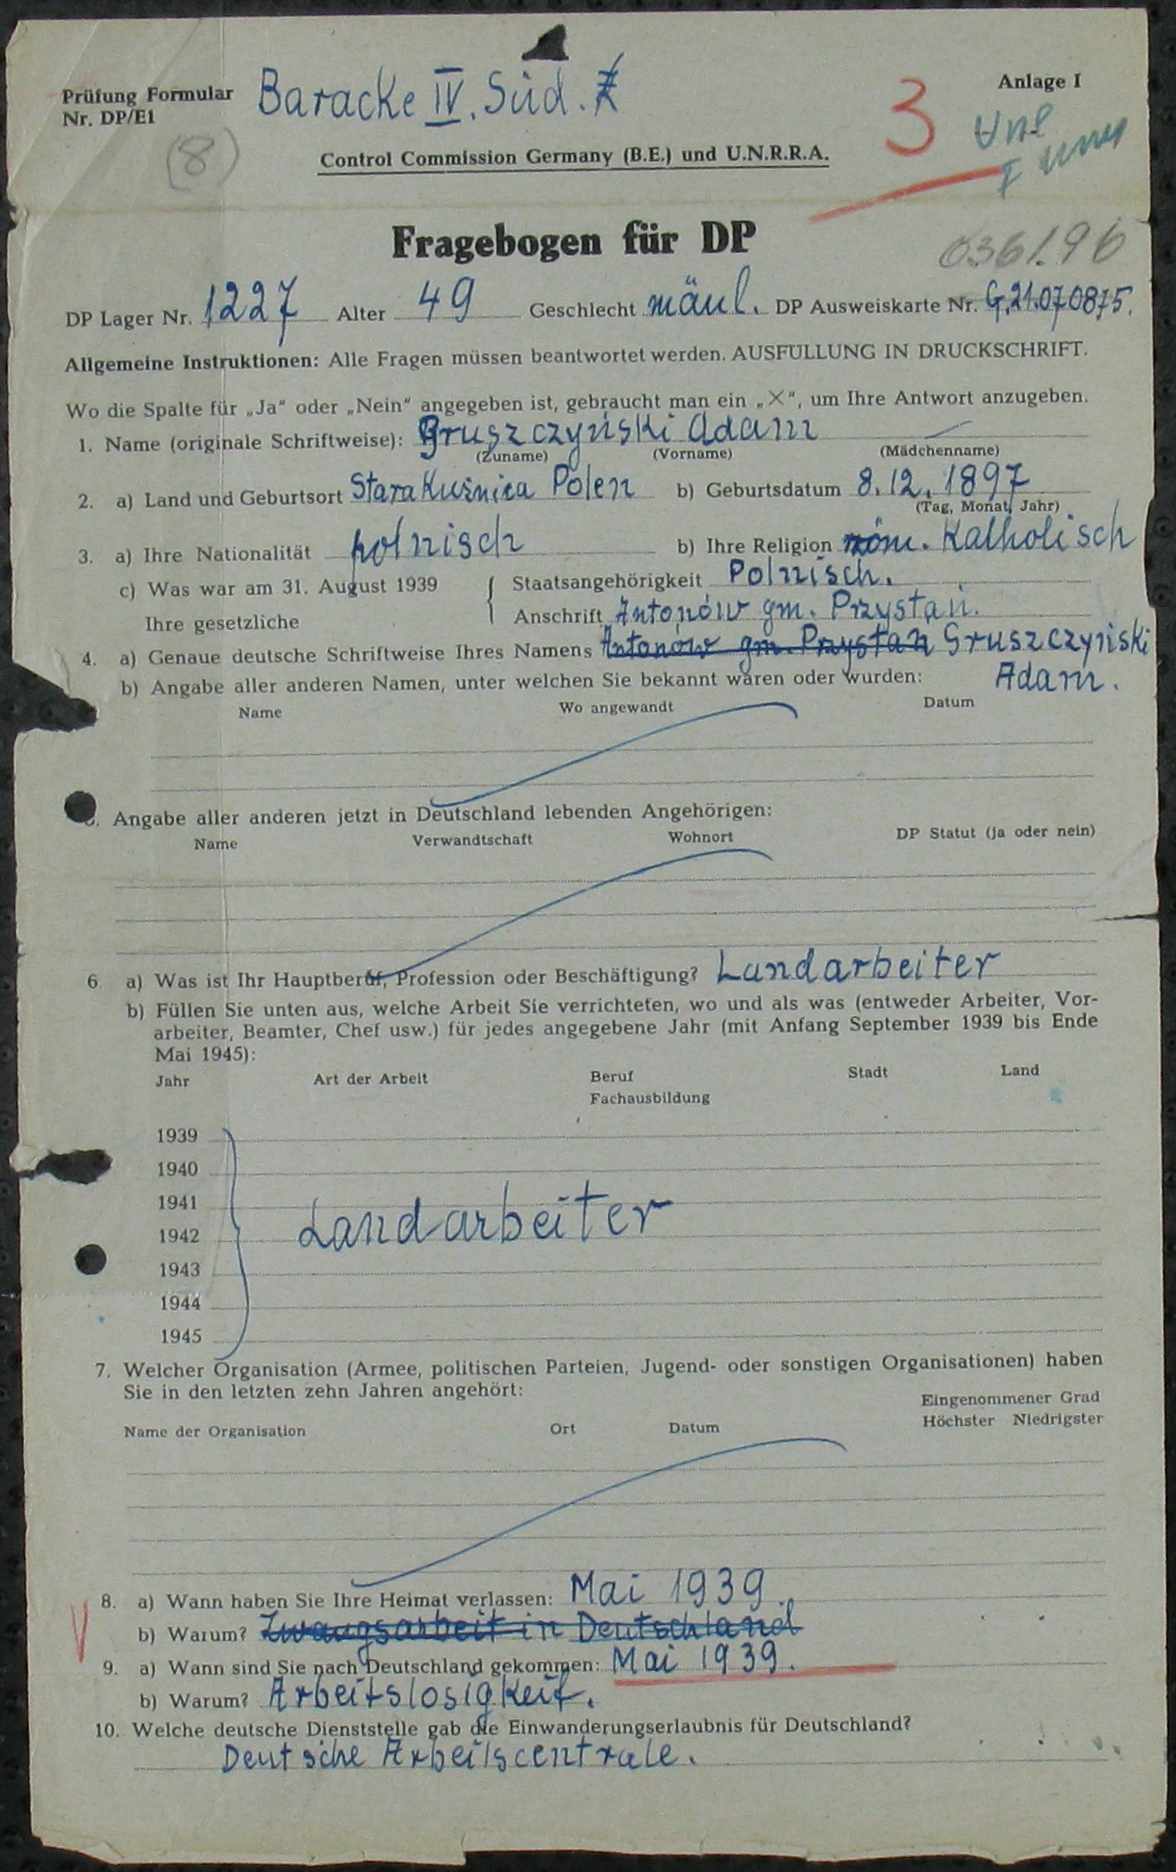 Prüfung Formular
Nr. DP/E1
Baracke IV. Süd.
Anlage I
3
(8)
Control Commission Germany (B.E.) und U.N.R.R.A.
Fragebogen für DP
036196
DP Lager Nr. 1227 Alter 49 Geschlecht mänl. DP Ausweiskarte Nr. G.21.070875.
Allgemeine Instruktionen: Alle Fragen müssen beantwortet werden. AUSFÜLLUNG IN DRUCKSCHRIFT.
Wo die Spalte für „Ja“ oder „Nein“ angegeben ist, gebraucht man ein „×“, um Ihre Antwort anzugeben.
1. Name (originale Schriftweise): Gruszczyński Adam
(Zuname) (Vorname) (Mädchenname)
2. a) Land und Geburtsort Stara Kuźnica Polen b) Geburtsdatum 8.12.1897
(Tag, Monat, Jahr)
3. a) Ihre Nationalität polnisch b) Ihre Religion röm. Katholisch
c) Was war am 31. August 1939 { Staatsangehörigkeit Polnisch.
Ihre gesetzliche Anschrift Antonów gm. Przystań.
4. a) Genaue deutsche Schriftweise Ihres Namens Antonów gm. Przystań Gruszczyński
b) Angabe aller anderen Namen, unter welchen Sie bekannt waren oder wurden: Adam.
Name Wo angewandt Datum
5. Angabe aller anderen jetzt in Deutschland lebenden Angehörigen:
Name Verwandtschaft Wohnort DP Statut (ja oder nein)
6. a) Was ist Ihr Hauptberuf, Profession oder Beschäftigung? Landarbeiter
b) Füllen Sie unten aus, welche Arbeit Sie verrichteten, wo und als was (entweder Arbeiter, Vor-
arbeiter, Beamter, Chef usw.) für jedes angegebene Jahr (mit Anfang September 1939 bis Ende
Mai 1945):
Jahr Art der Arbeit Beruf Stadt Land
Fachausbildung
1939
1940
1941
Landarbeiter
1942
1943
1944
1945
7. Welcher Organisation (Armee, politischen Parteien, Jugend- oder sonstigen Organisationen) haben
Sie in den letzten zehn Jahren angehört:
Eingenommener Grad
Name der Organisation Ort Datum Höchster Niedrigster
8. a) Wann haben Sie Ihre Heimat verlassen: Mai 1939.
b) Warum? Zwangsarbeit in Deutschland
9. a) Wann sind Sie nach Deutschland gekommen: Mai 1939.
b) Warum? Arbeitslosigkeit.
10. Welche deutsche Dienststelle gab die Einwanderungserlaubnis für Deutschland?
Deutsche Arbeitscentrale.